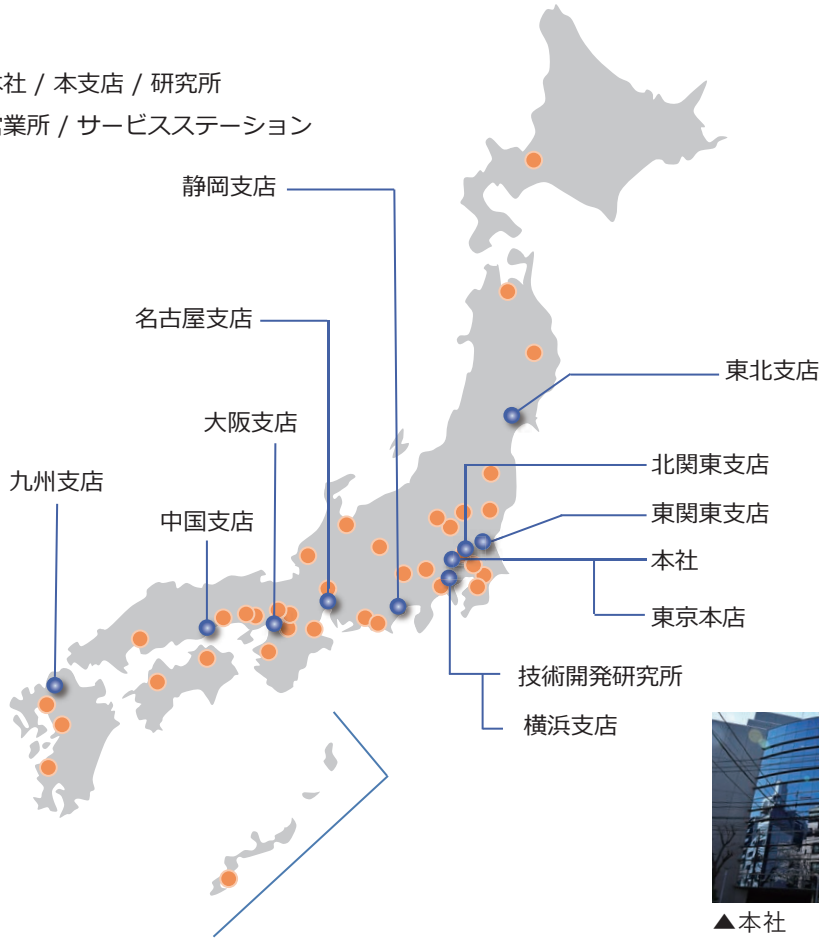 社 / 本支店 / 研究所
業所 / サービスステーション
静岡支店
名古屋支店
東北支店
大阪支店
北関東支店
九州支店
東関東支店
中国支店
本社
東京本店
技術開発研究所
横浜支店
▲本社